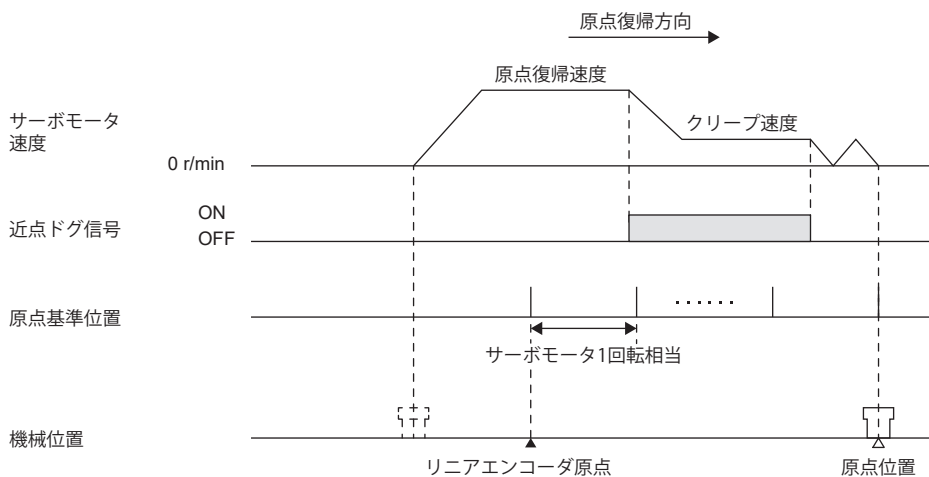 原点復帰方向
原点復帰速度
クリープ速度
サーボモータ
速度
0 r/min
近点ドグ信号
ON
OFF
原点基準位置
サーボモータ1回転相当
機械位置
リニアエンコーダ原点
原点位置